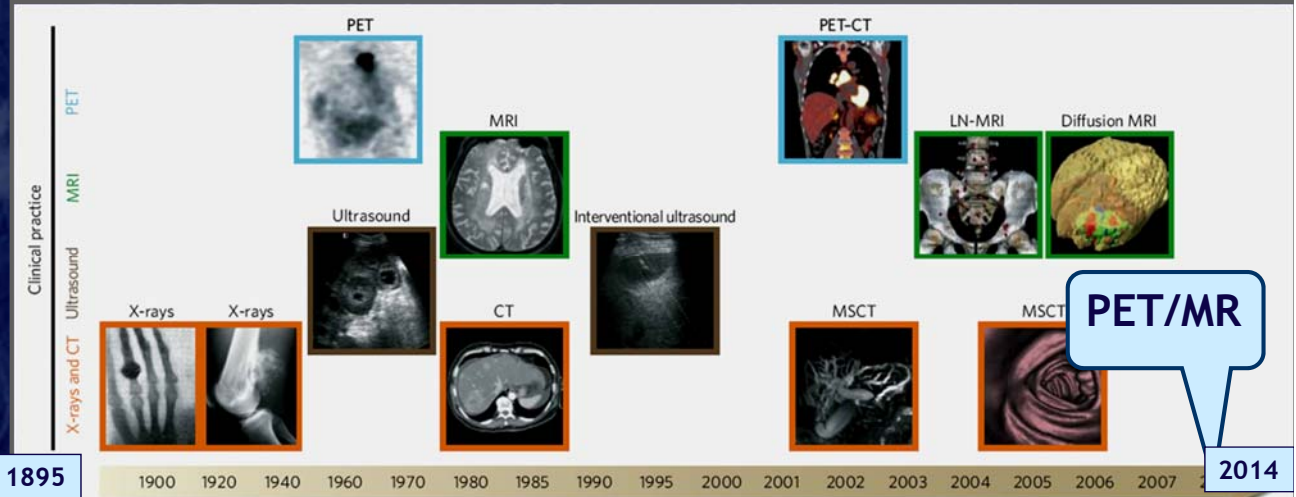 PET
PET-CT
PET
MRI
LN-MRI
Diffusion MRI
MRI
Ultrasound
Interventional ultrasound
Clinical practice
Ultrasound
X-rays
X-rays
CT
MSCT
MSCT
PET/MR
X-rays and CT
1895
1900 1920 1940 1960 1970 1980 1985 1990 1995 2000 2001 2002 2003 2004 2005 2006 2007
2014